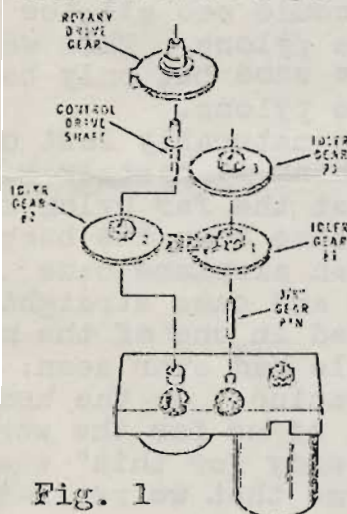 ROTARY
DRIVE
GEAR
CONTROL
DRIVE
SHAFT
IDLER
GEAR
#3
IDLER
GEAR
#2
IDLER
GEAR
#1
3
1
GEAR
PIN
Fig. 1